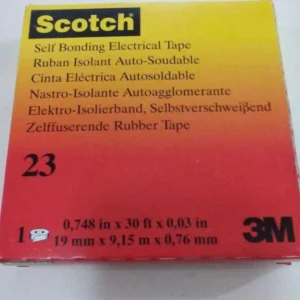 Scotch
Self Bonding Electrical Tape
Ruban Isolant Auto-Soudable
Cinta Eléctrica Autosoldable
Nastro-Isolante Autoagglomerante
Elektro-Isolierband, Selbstverschweißend
Zelffuserende Rubber Tape
23
0,748 in x 30 ft x 0,03 in
1 19 mm x 9,15 m x 0,76 mm 3M